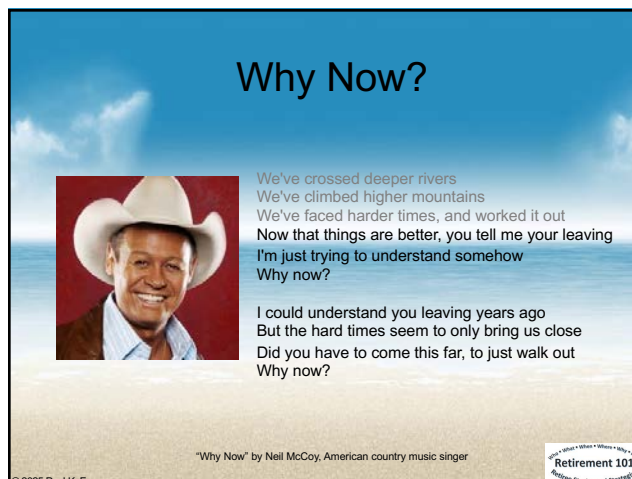 Why Now?
We've crossed deeper rivers
We've climbed higher mountains
We've faced harder times, and worked it out
Now that things are better, you tell me your leaving
I'm just trying to understand somehow
Why now?
I could understand you leaving years ago
But the hard times seem to only bring us close
Did you have to come this far, to just walk out
Why now?
"Why Now" by Neil McCoy, American country music singer
• What • When • Where • Why •
Retirement 101